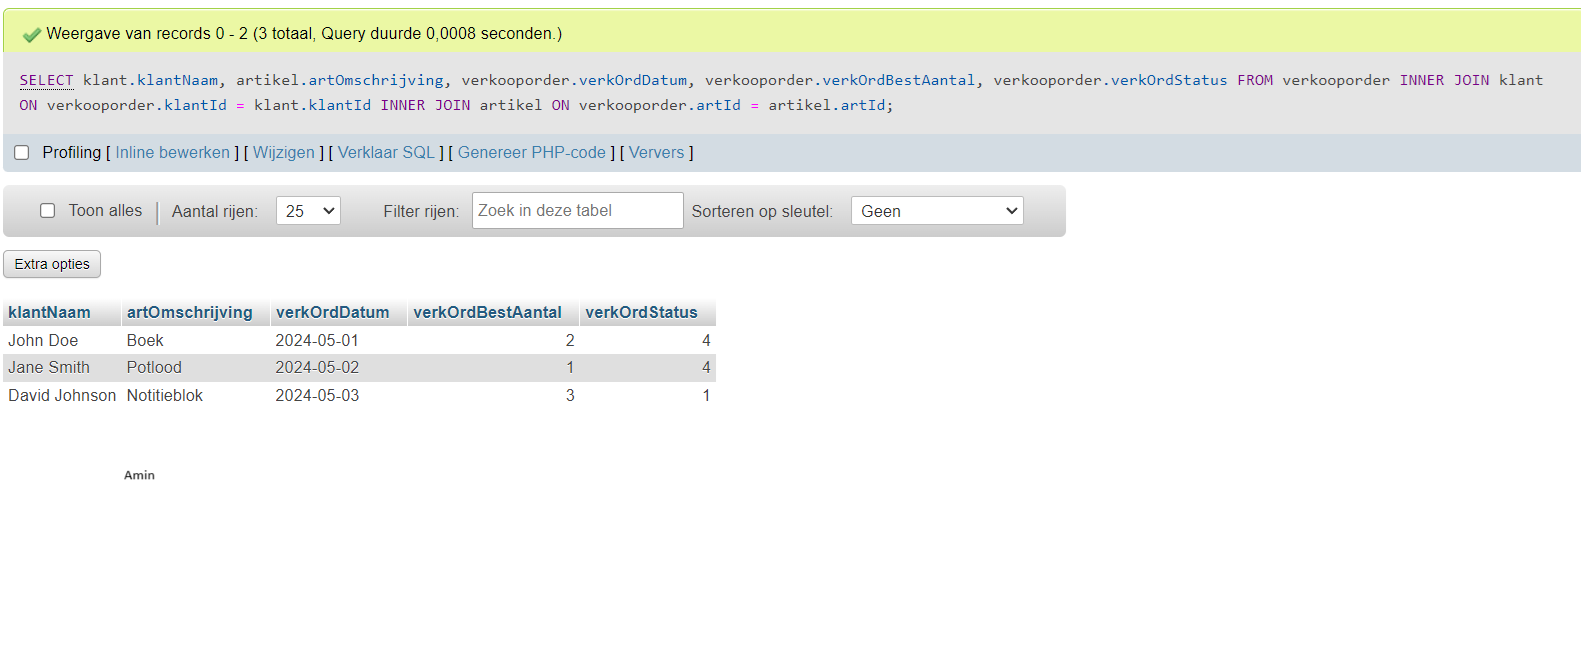 Weergave van records 0 - 2 (3 totaal, Query duurde 0,0008 seconden.)
SELECT klant.klantNaam, artikel.artOmschrijving, verkooporder.verkOrdDatum, verkooporder.verkOrdBestAantal, verkooporder.verkOrdStatus FROM verkooporder INNER JOIN klant
ON verkooporder.klantId = klant.klantId INNER JOIN artikel ON verkooporder.artId = artikel.artId;
Profiling [ Inline bewerken ] [ Wijzigen ] [ Verklaar SQL ] [ Genereer PHP-code ] [ Ververs ]
Toon alles Aantal rijen: 25 Filter rijen: Zoek in deze tabel Sorteren op sleutel: Geen
Extra opties
klantNaam artOmschrijving verkOrdDatum verkOrdBestAantal verkOrdStatus
John Doe Boek 2024-05-01 2 4
Jane Smith Potlood 2024-05-02 1 4
David Johnson Notitieblok 2024-05-03 3 1
Amin